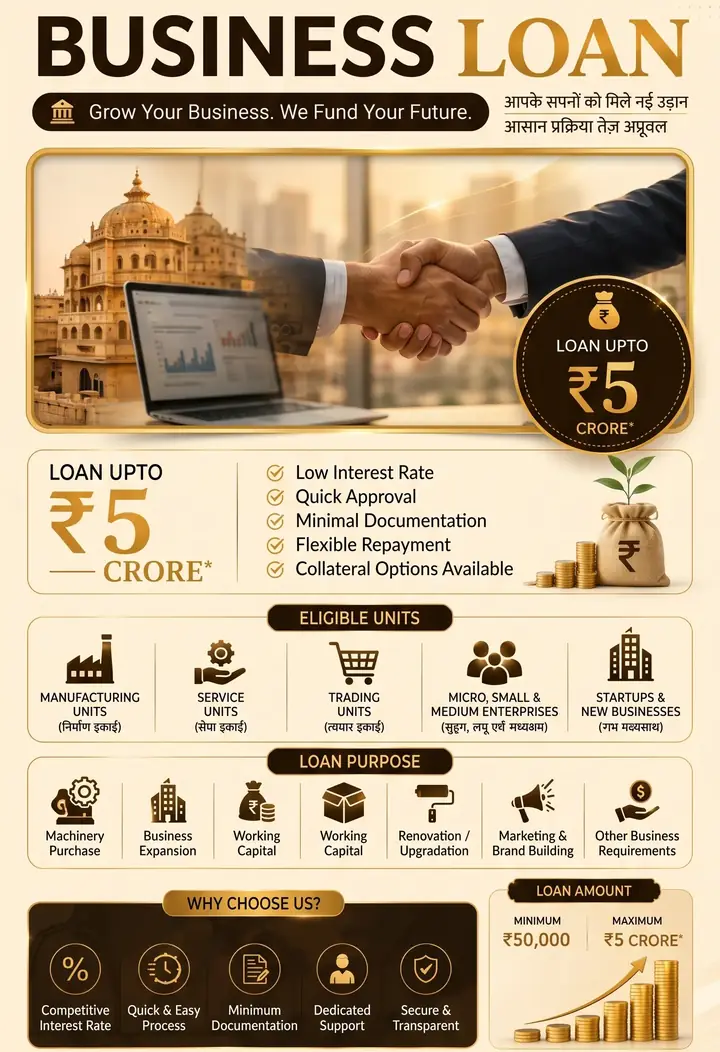 BUSINESS LOAN
Grow Your Business. We Fund Your Future.
आपके सपनों को मिले नई उड़ान
आसान प्रक्रिया तेज़ अप्रूवल
₹
LOAN UPTO
₹5
CRORE*
LOAN UPTO
₹5
CRORE*
Low Interest Rate
Quick Approval
Minimal Documentation
Flexible Repayment
Collateral Options Available
₹
ELIGIBLE UNITS
MANUFACTURING
UNITS
(निर्माण इकाई)
SERVICE
UNITS
(सेपा इकाई)
TRADING
UNITS
(त्यपार इकाई)
MICRO, SMALL &
MEDIUM ENTERPRISES
(सुहृग, लपू एवं मध्यक्षम)
STARTUPS &
NEW BUSINESSES
(गभ मव्यसाथ)
LOAN PURPOSE
Machinery
Purchase
Business
Expansion
₹
Working
Capital
Working
Capital
Renovation /
Upgradation
Marketing &
Brand Building
$
Other Business
Requirements
WHY CHOOSE US?
%
Competitive
Interest Rate
Quick & Easy
Process
Minimum
Documentation
Dedicated
Support
Secure &
Transparent
LOAN AMOUNT
MINIMUM
₹50,000
MAXIMUM
₹5 CRORE*